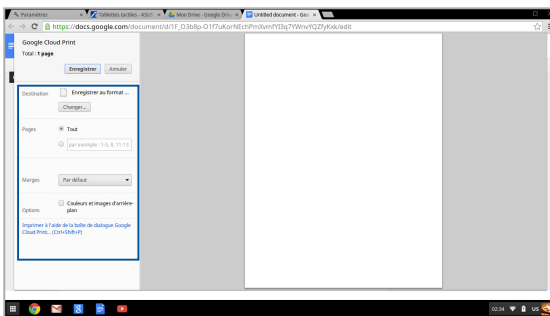 Paramètres
Tablettes tactiles - ASUS
Mon Drive - Google Drive
Untitled document - Goo
https://docs.google.com/document/d/1F_O3b8p-O1f7uKorNEchPmXvmfYI3q7YWnvYQZfyKxk/edit
Google Cloud Print
Total : 1 page
Enregistrer Annuler
Destination Enregistrer au format ...
Changer...
Pages Tout
par exemple : 1-5, 8, 11-13
Marges Par défaut
Options Couleurs et images d'arrière-
plan
Imprimer à l'aide de la boîte de dialogue Google
Cloud Print... (Ctrl+Shift+P)
02:34 US